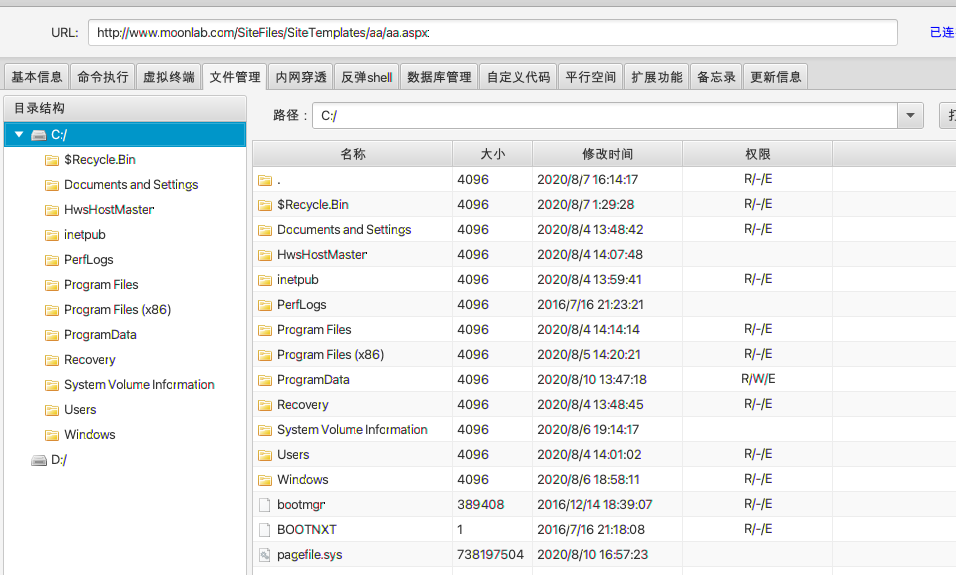 URL: http://www.moonlab.com/SiteFiles/SiteTemplates/aa/aa.aspx: 已连
基本信息 命令执行 虚拟终端 文件管理 内网穿透 反弹shell 数据库管理 自定义代码 平行空间 扩展功能 备忘录 更新信息
目录结构
C:/
$Recycle.Bin
Documents and Settings
HwsHostMaster
inetpub
PerfLogs
Program Files
Program Files (x86)
ProgramData
Recovery
System Volume Information
Users
Windows
D:/
路径 : C:/
名称 大小 修改时间 权限
. 4096 2020/8/7 16:14:17 R/-/E
$Recycle.Bin 4096 2020/8/7 1:29:28 R/-/E
Documents and Settings 4096 2020/8/4 13:48:42 R/-/E
HwsHostMaster 4096 2020/8/4 14:07:48
inetpub 4096 2020/8/4 13:59:41 R/-/E
PerfLogs 4096 2016/7/16 21:23:21
Program Files 4096 2020/8/4 14:14:14 R/-/E
Program Files (x86) 4096 2020/8/5 14:20:21 R/-/E
ProgramData 4096 2020/8/10 13:47:18 R/W/E
Recovery 4096 2020/8/4 13:48:45 R/-/E
System Volume Information 4096 2020/8/6 19:14:17
Users 4096 2020/8/4 14:01:02 R/-/E
Windows 4096 2020/8/6 18:58:11 R/-/E
bootmgr 389408 2016/12/14 18:39:07 R/-/E
BOOTNXT 1 2016/7/16 21:18:08 R/-/E
pagefile.sys 738197504 2020/8/10 16:57:23